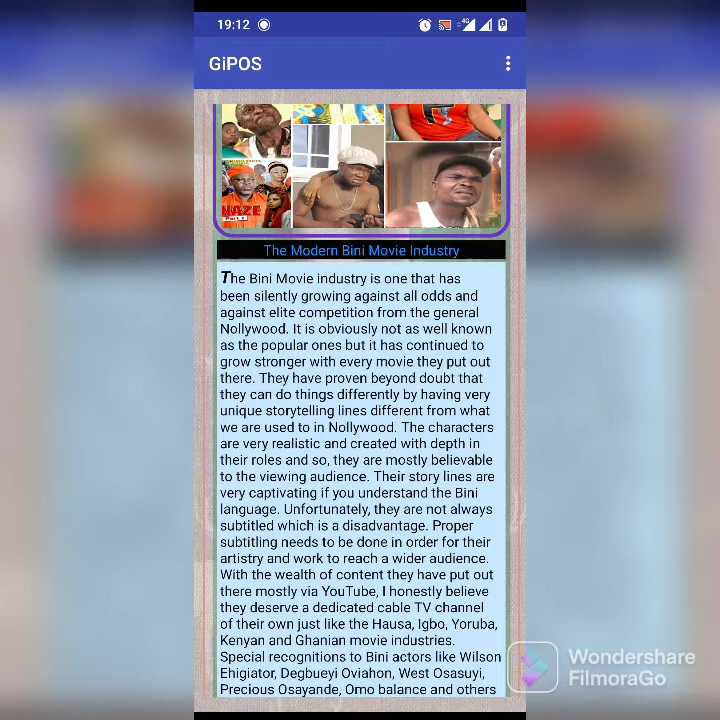 19:12
4G
GiPOS
NAZE
Part 1
The Modern Bini Movie Industry
The Bini Movie industry is one that has
been silently growing against all odds and
against elite competition from the general
Nollywood. It is obviously not as well known
as the popular ones but it has continued to
grow stronger with every movie they put out
there. They have proven beyond doubt that
they can do things differently by having very
unique storytelling lines different from what
we are used to in Nollywood. The characters
are very realistic and created with depth in
their roles and so, they are mostly believable
to the viewing audience. Their story lines are
very captivating if you understand the Bini
language. Unfortunately, they are not always
subtitled which is a disadvantage. Proper
subtitling needs to be done in order for their
artistry and work to reach a wider audience.
With the wealth of content they have put out
there mostly via YouTube, I honestly believe
they deserve a dedicated cable TV channel
of their own just like the Hausa, Igbo, Yoruba,
Kenyan and Ghanian movie industries.
Special recognitions to Bini actors like Wilson
Ehigiator, Degbueyi Oviahon, West Osasuyi,
Precious Osayande, Omo balance and others
Wondershare
FilmoraGo